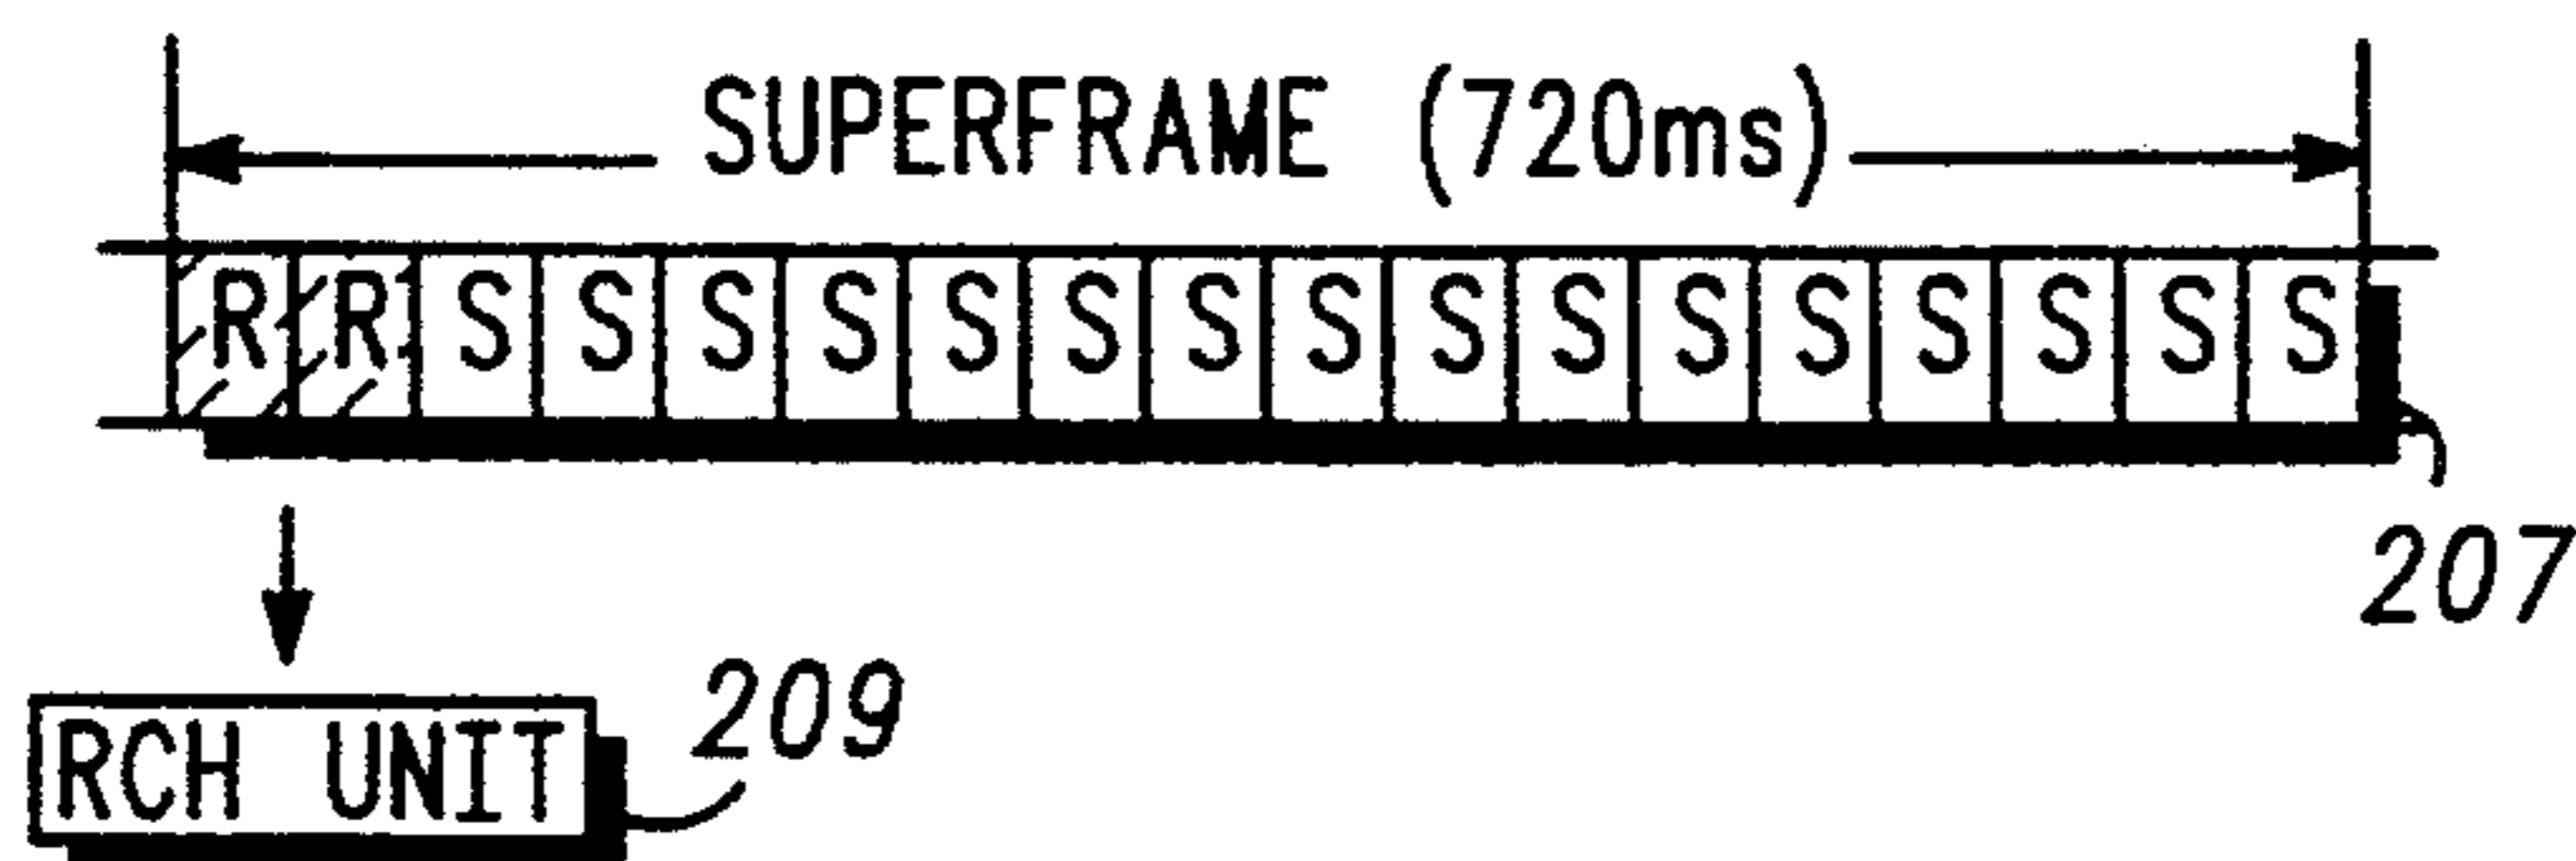 SUPERFRAME (720ms)
R R S S S S S S S S S S S S S S S S
207
209
RCH UNIT